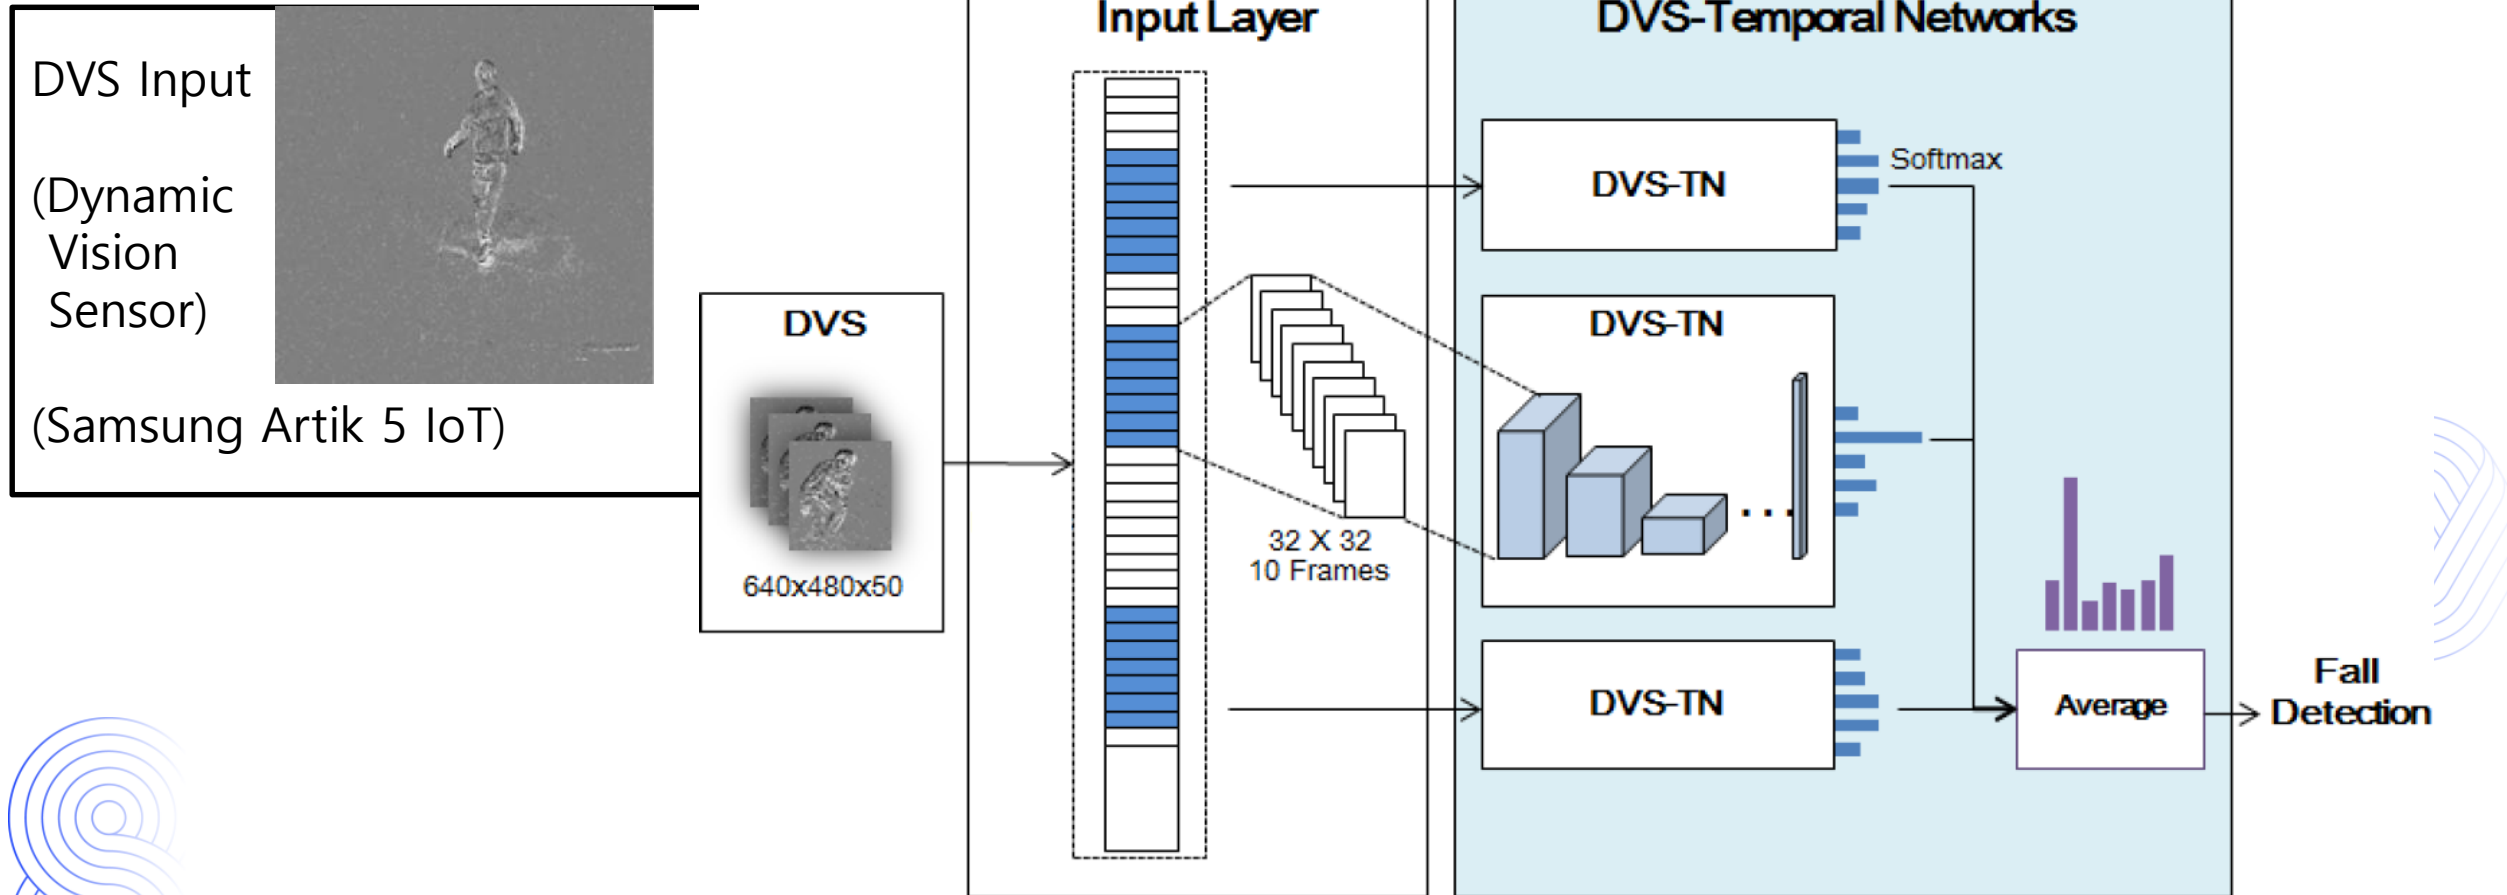 DVS Input
(Dynamic
Vision
Sensor)
(Samsung Artik 5 IoT)
DVS
640x480x50
Input Layer
32 X 32
10 Frames
DVS-Temporal Networks
DVS-TN
Softmax
DVS-TN
...
DVS-TN
Average
Fall
Detection